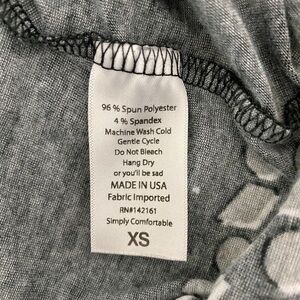 96 % Spun Polyester
4 % Spandex
Machine Wash Cold
Gentle Cycle
Do Not Bleach
Hang Dry
or you'll be sad
MADE IN USA
Fabric Imported
RN#142161
Simply Comfortable
XS